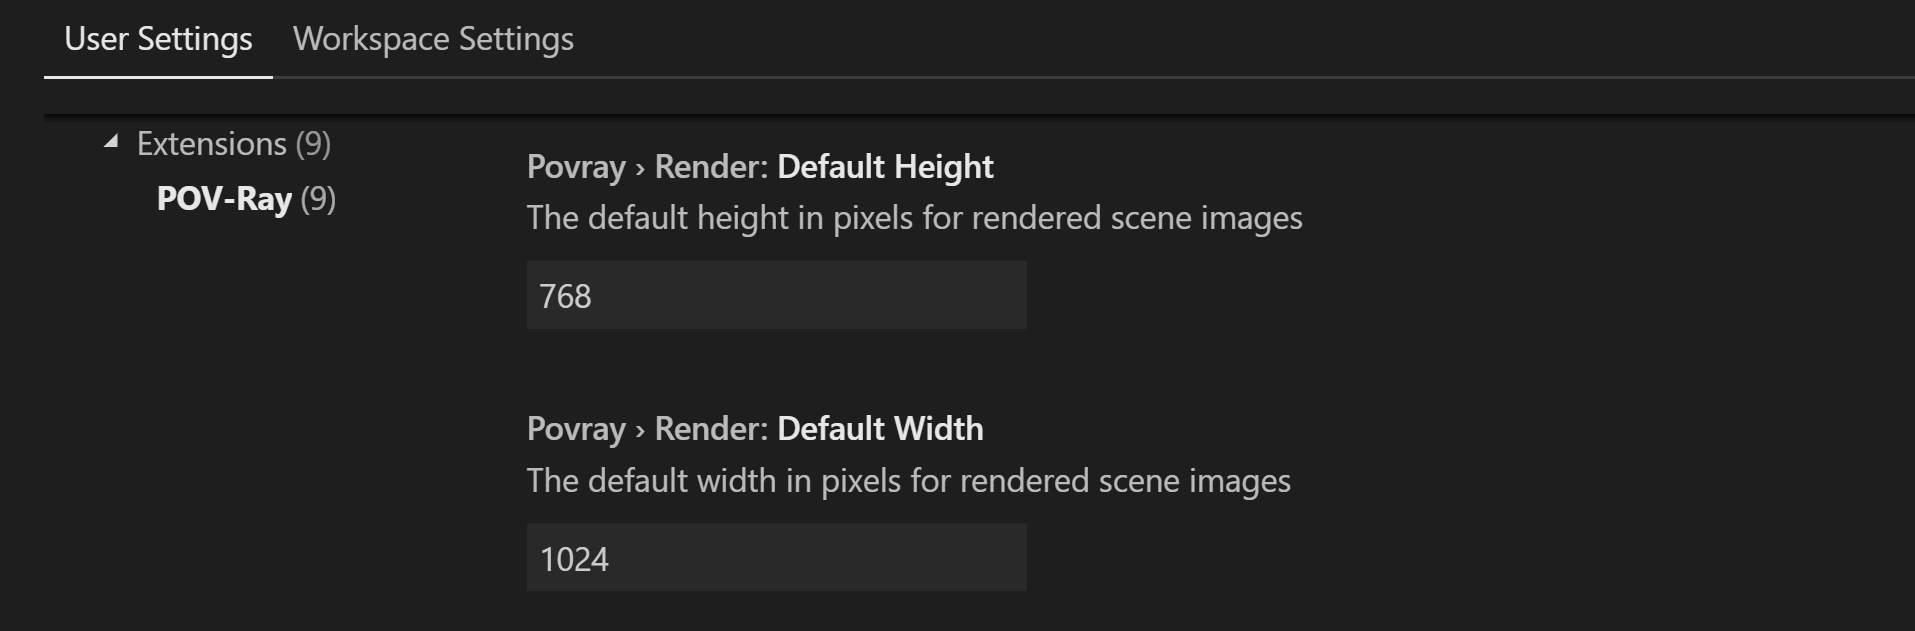 User Settings Workspace Settings
Extensions (9)
POV-Ray (9)
Povray › Render: Default Height
The default height in pixels for rendered scene images
768
Povray › Render: Default Width
The default width in pixels for rendered scene images
1024